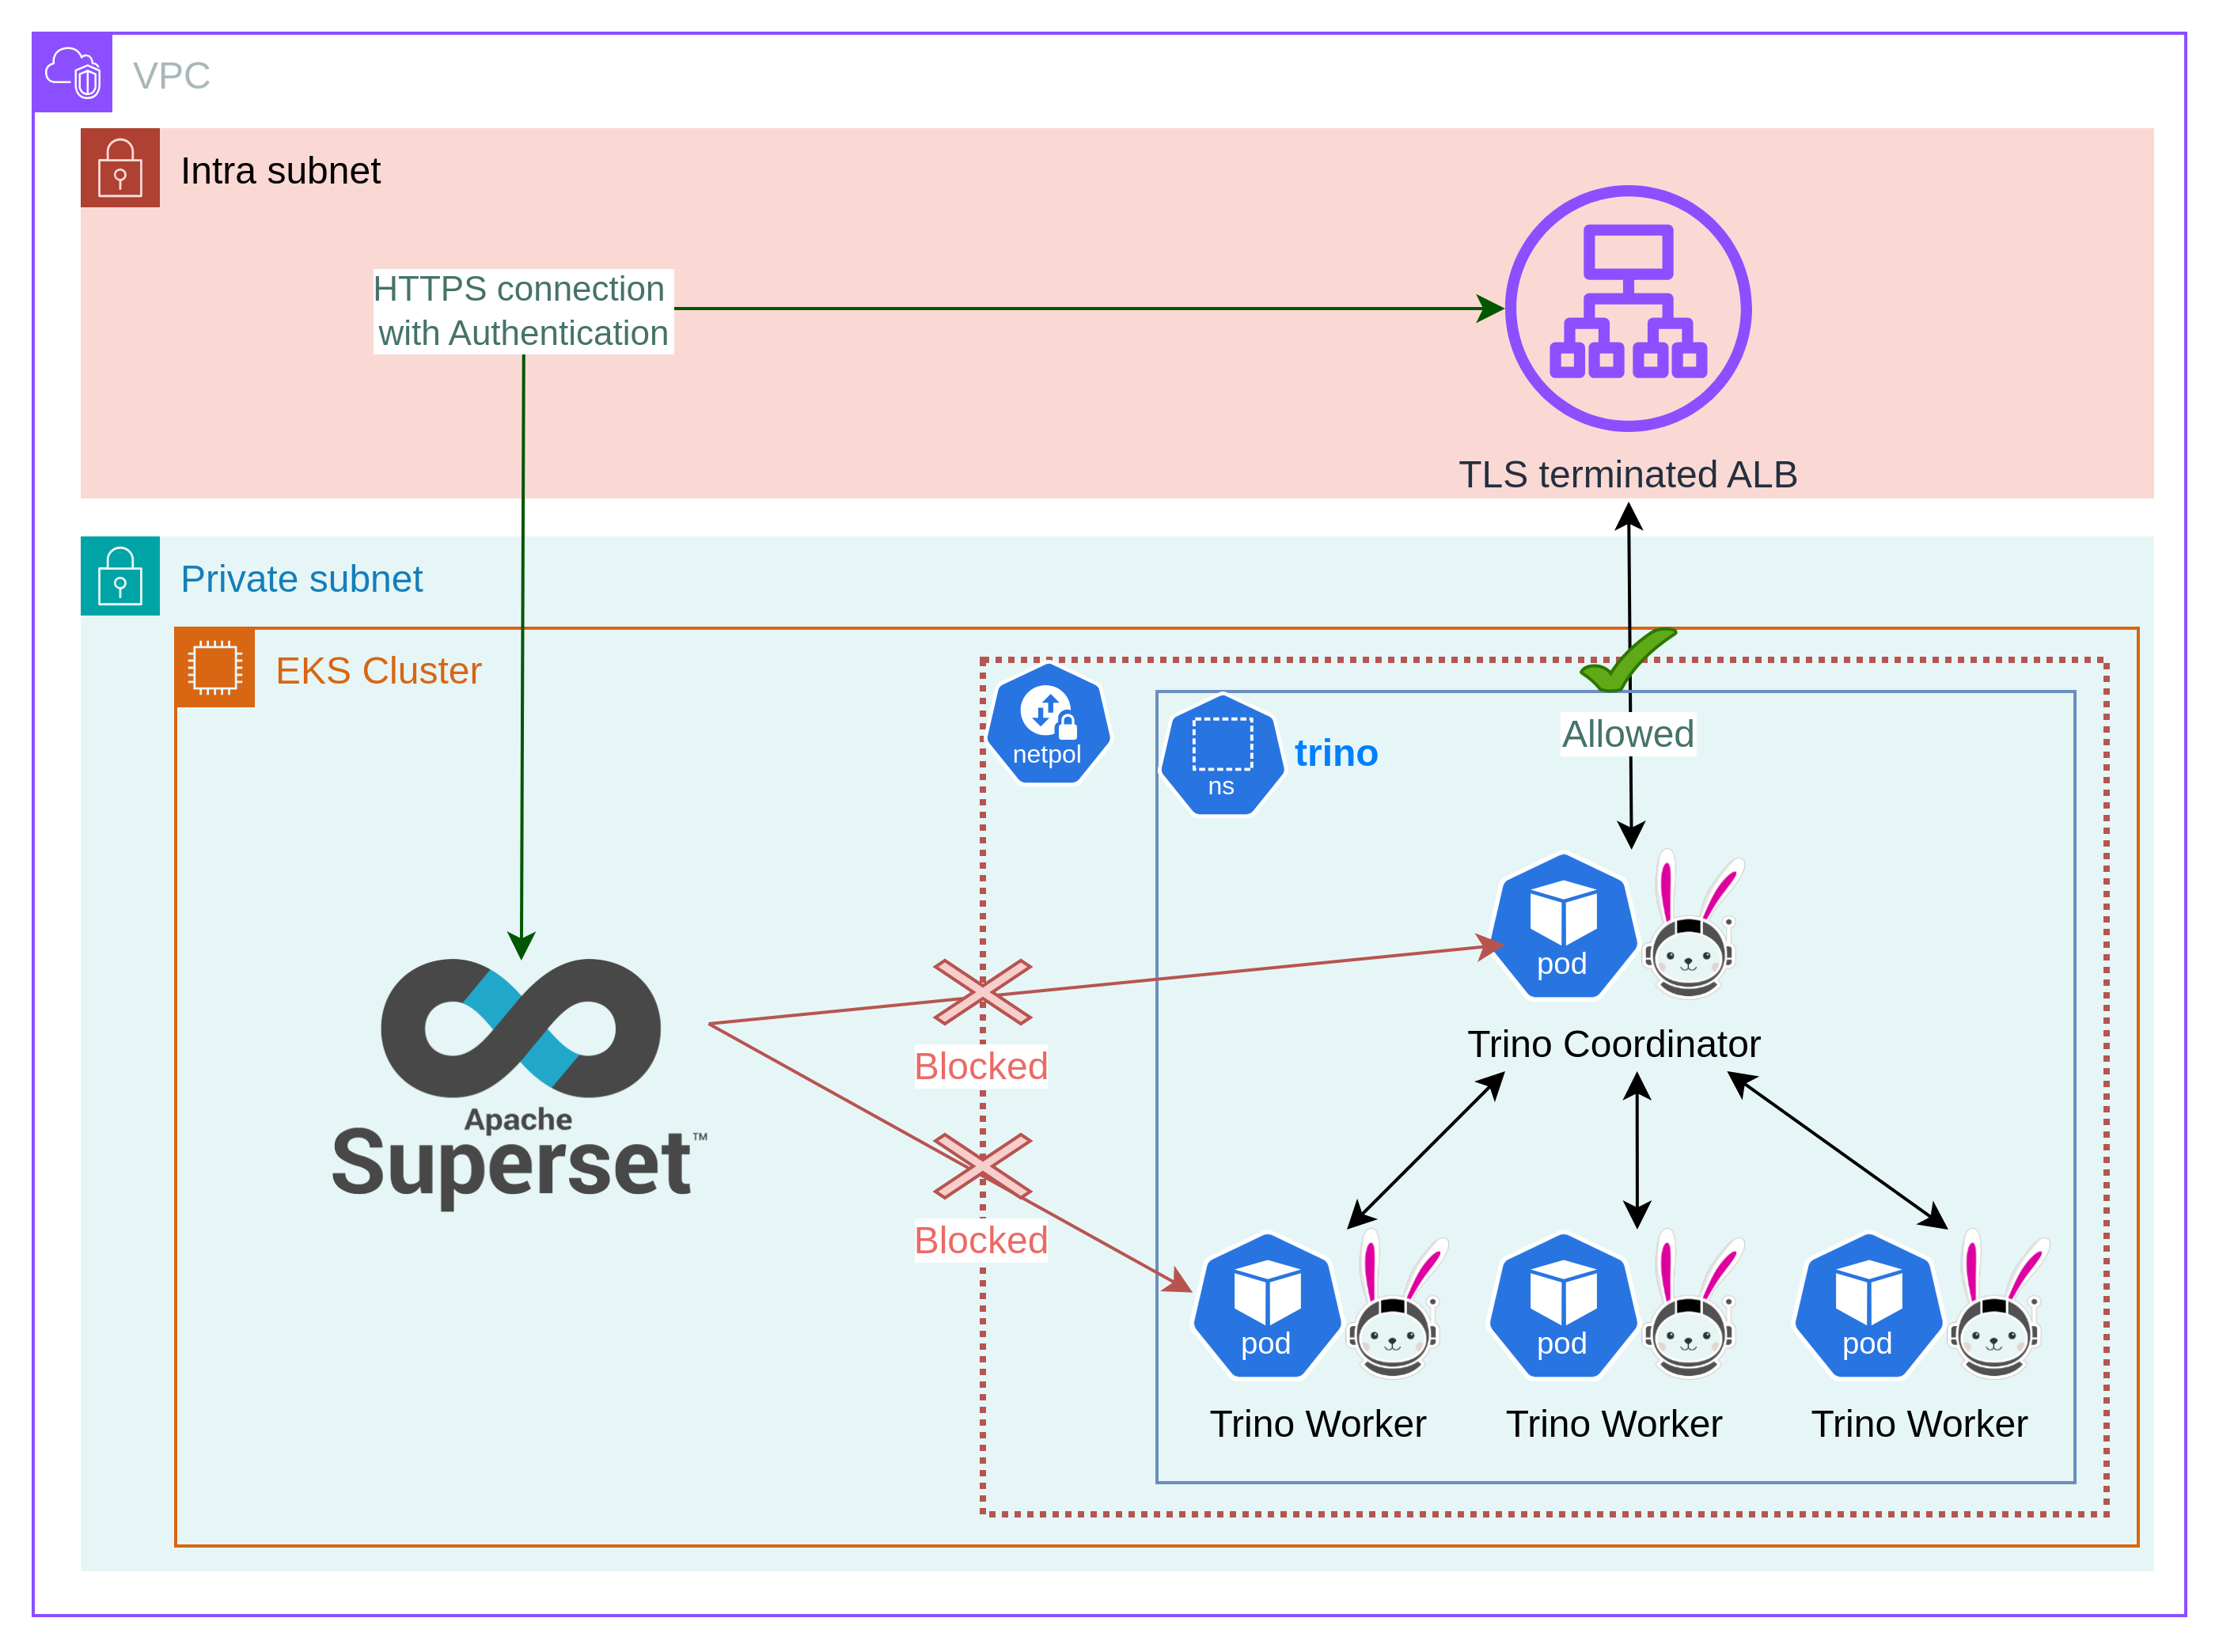 VPC
Intra subnet
HTTPS connection
with Authentication
TLS terminated ALB
Private subnet
EKS Cluster
netpol
ns
trino
Allowed
pod
Trino Coordinator
Blocked
Blocked
Apache
Superset™
pod
pod
pod
Trino Worker
Trino Worker
Trino Worker